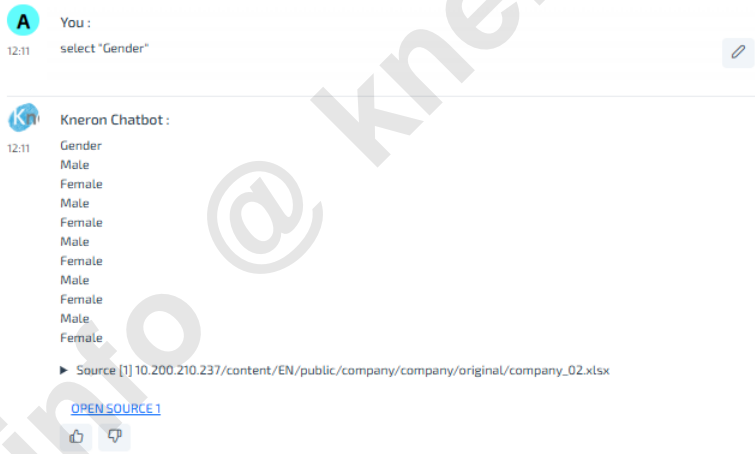 A
You :
12:11
select "Gender"
Kn
Kneron Chatbot :
12:11
Gender
Male
Female
Male
Female
Male
Female
Male
Female
Male
Female
▶ Source [1] 10.200.210.237/content/EN/public/company/company/original/company_02.xlsx
OPEN SOURCE 1
info @ kne